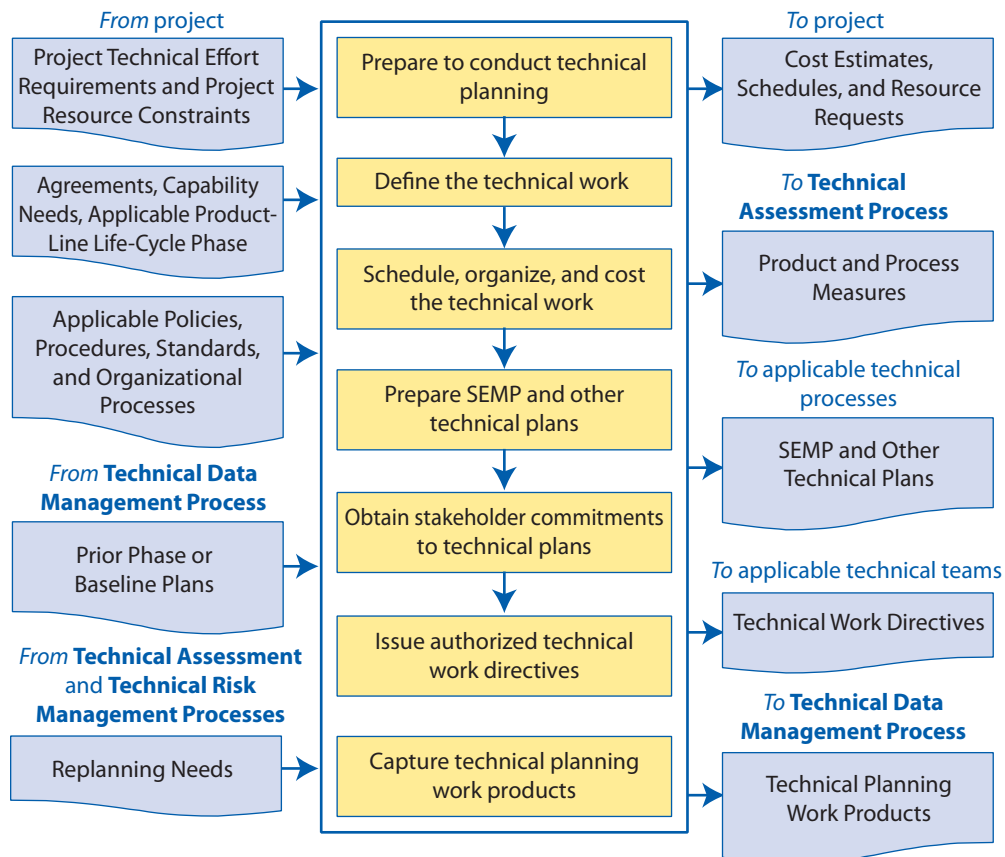 From project
Project Technical Effort
Requirements and Project
Resource Constraints
Agreements, Capability
Needs, Applicable Product-
Line Life-Cycle Phase
Applicable Policies,
Procedures, Standards,
and Organizational
Processes
From Technical Data
Management Process
Prior Phase or
Baseline Plans
From Technical Assessment
and Technical Risk
Management Processes
Replanning Needs
Prepare to conduct technical
planning
Define the technical work
Schedule, organize, and cost
the technical work
Prepare SEMP and other
technical plans
Obtain stakeholder commitments
to technical plans
Issue authorized technical
work directives
Capture technical planning
work products
To project
Cost Estimates,
Schedules, and Resource
Requests
To Technical
Assessment Process
Product and Process
Measures
To applicable technical
processes
SEMP and Other
Technical Plans
To applicable technical teams
Technical Work Directives
To Technical Data
Management Process
Technical Planning
Work Products